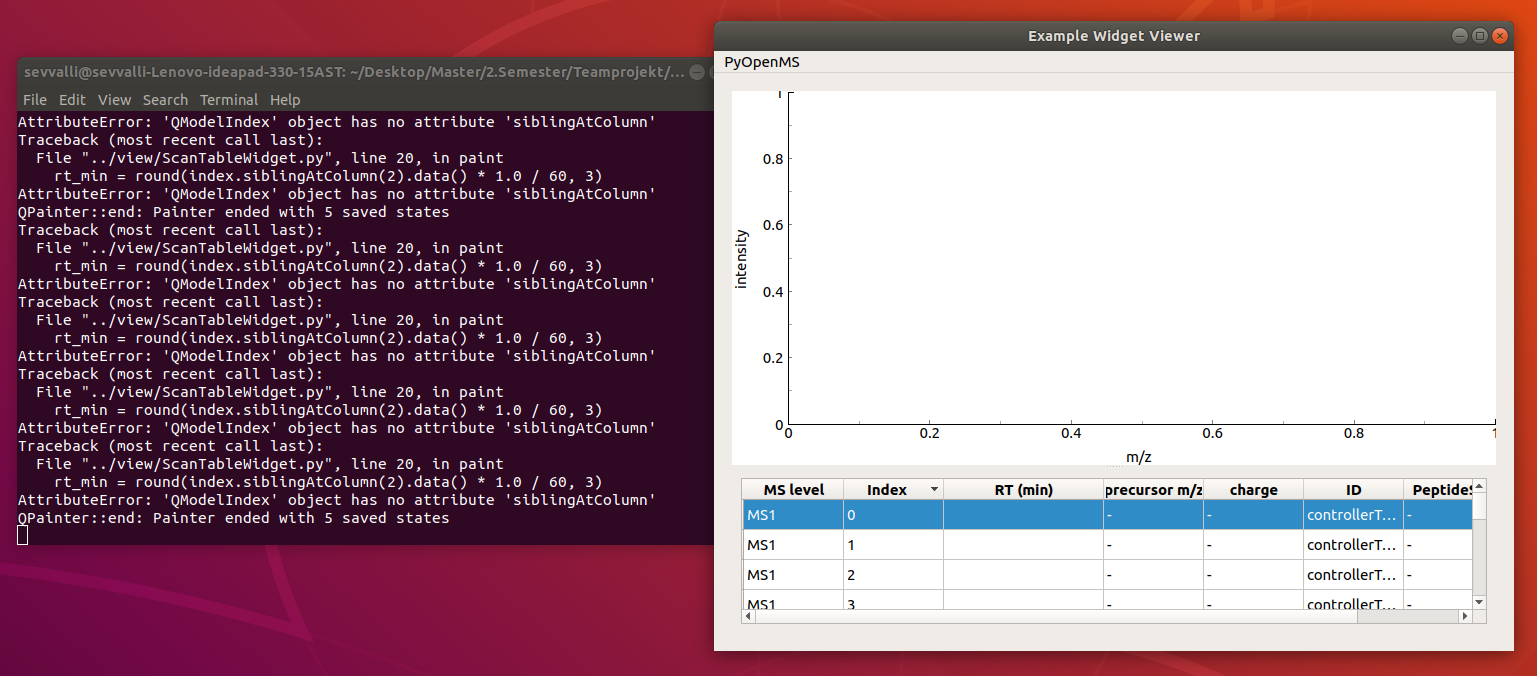 sevvalli@sevvalli-Lenovo-ideapad-330-15AST: ~/Desktop/Master/2.Semester/Teamprojekt/...
File Edit View Search Terminal Help
AttributeError: 'QModelIndex' object has no attribute 'siblingAtColumn'
Traceback (most recent call last):
  File "../view/ScanTableWidget.py", line 20, in paint
    rt_min = round(index.siblingAtColumn(2).data() * 1.0 / 60, 3)
AttributeError: 'QModelIndex' object has no attribute 'siblingAtColumn'
QPainter::end: Painter ended with 5 saved states
Traceback (most recent call last):
  File "../view/ScanTableWidget.py", line 20, in paint
    rt_min = round(index.siblingAtColumn(2).data() * 1.0 / 60, 3)
AttributeError: 'QModelIndex' object has no attribute 'siblingAtColumn'
Traceback (most recent call last):
  File "../view/ScanTableWidget.py", line 20, in paint
    rt_min = round(index.siblingAtColumn(2).data() * 1.0 / 60, 3)
AttributeError: 'QModelIndex' object has no attribute 'siblingAtColumn'
Traceback (most recent call last):
  File "../view/ScanTableWidget.py", line 20, in paint
    rt_min = round(index.siblingAtColumn(2).data() * 1.0 / 60, 3)
AttributeError: 'QModelIndex' object has no attribute 'siblingAtColumn'
Traceback (most recent call last):
  File "../view/ScanTableWidget.py", line 20, in paint
    rt_min = round(index.siblingAtColumn(2).data() * 1.0 / 60, 3)
AttributeError: 'QModelIndex' object has no attribute 'siblingAtColumn'
QPainter::end: Painter ended with 5 saved states
Example Widget Viewer
PyOpenMS
1
0.8
0.6
intensity
0.4
0.2
0
0 0.2 0.4 0.6 0.8 1
m/z
MS level Index RT (min) precursor m/z charge ID PeptideS
MS1 0 - - controllerT... -
MS1 1 - - controllerT... -
MS1 2 - - controllerT... -
MS1 3 - - controllerT... -